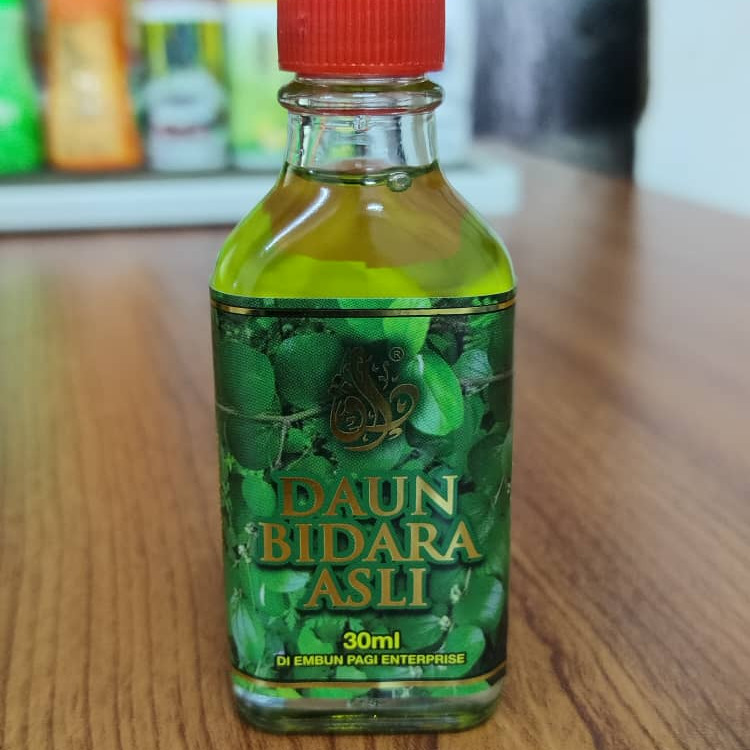 ®
DAUN
BIDARA
ASLI
30ml
DI EMBUN PAGI ENTERPRISE